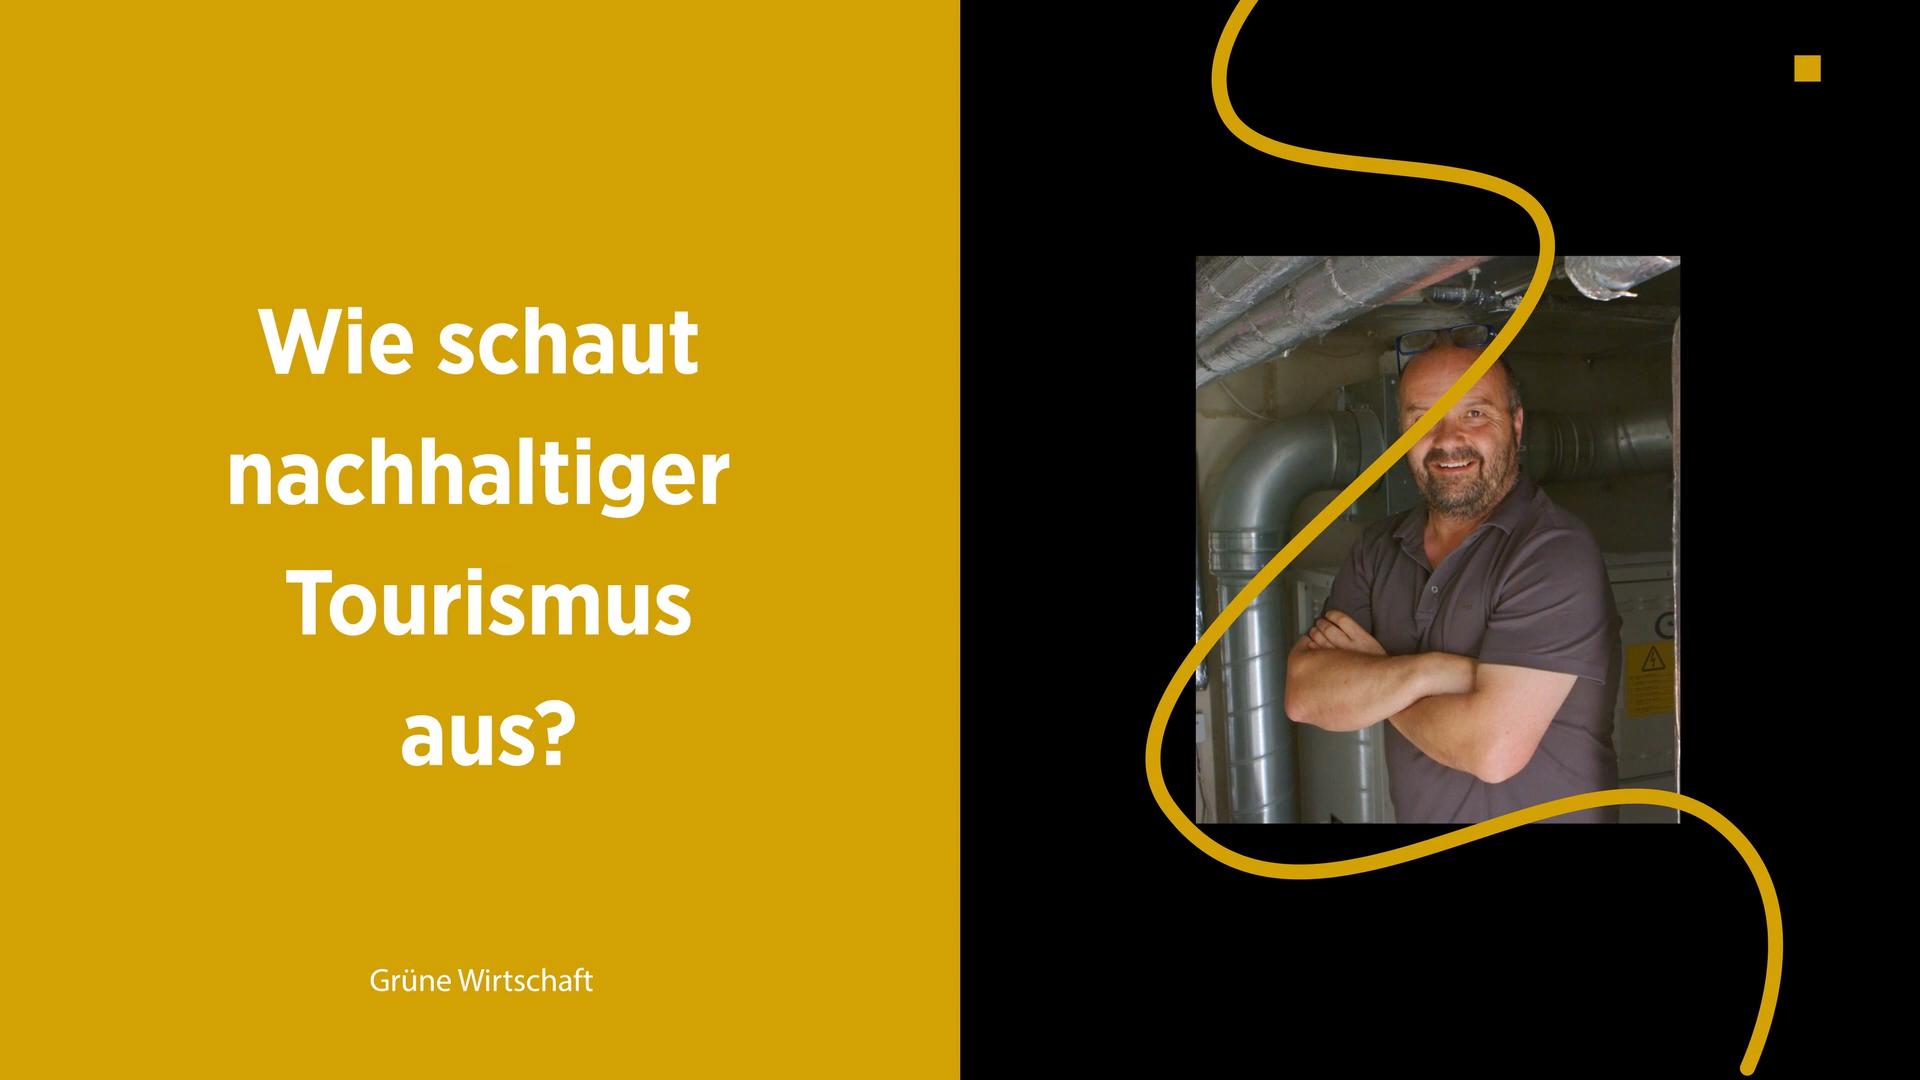 Wie schaut
nachhaltiger
Tourismus
aus?
Grüne Wirtschaft